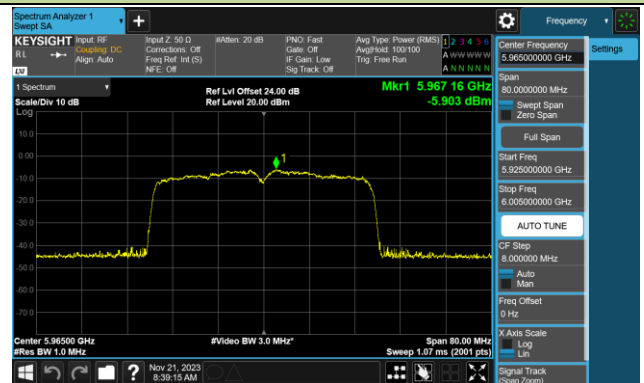 Spectrum Analyzer 1
Swept SA
+
Frequency
KEYSIGHT
RL
LXI
Input: RF
Coupling: DC
Align: Auto
Input Z: 50 Ω
Corrections: Off
Freq Ref: Int (S)
NFE: Off
#Atten: 20 dB
PNO: Fast
Gate: Off
IF Gain: Low
Sig Track: Off
Avg Type: Power (RMS)
Avg|Hold: 100/100
Trig: Free Run
1 2 3 4 5 6
A W W W W W
A N N N N N
Center Frequency
5.965000000 GHz
Settings
Span
80.0000000 MHz
Swept Span
Zero Span
Full Span
Start Freq
5.925000000 GHz
Stop Freq
6.005000000 GHz
AUTO TUNE
CF Step
8.000000 MHz
Auto
Man
Freq Offset
0 Hz
X Axis Scale
Log
Lin
Signal Track
(Span Zoom)
1 Spectrum
Scale/Div 10 dB
Log
Ref Lvl Offset 24.00 dB
Ref Level 20.00 dBm
Mkr1 5.967 16 GHz
-5.903 dBm
10.0
0.00
1
-10.0
-20.0
-30.0
-40.0
-50.0
-60.0
-70.0
Center 5.96500 GHz
#Res BW 1.0 MHz
#Video BW 3.0 MHz*
Span 80.00 MHz
Sweep 1.07 ms (2001 pts)
?
Nov 21, 2023
8:39:15 AM